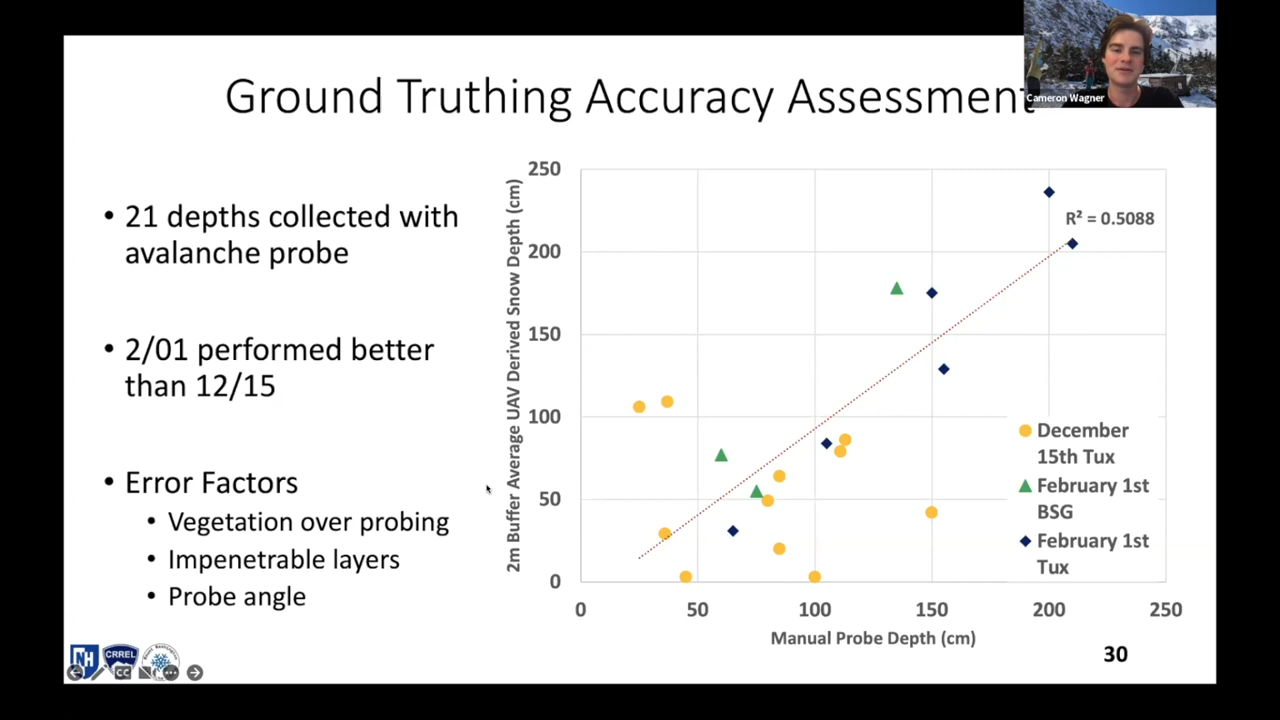 Ground Truthing Accuracy Assessment
Cameron Wagner
• 21 depths collected with
avalanche probe
• 2/01 performed better
than 12/15
• Error Factors
• Vegetation over probing
• Impenetrable layers
• Probe angle
2m Buffer Average UAV Derived Snow Depth (cm)
250
200
150
100
50
0
R² = 0.5088
December
15th Tux
February 1st
BSG
February 1st
Tux
0 50 100 150 200 250
Manual Probe Depth (cm)
NH
CRREL
CC
30